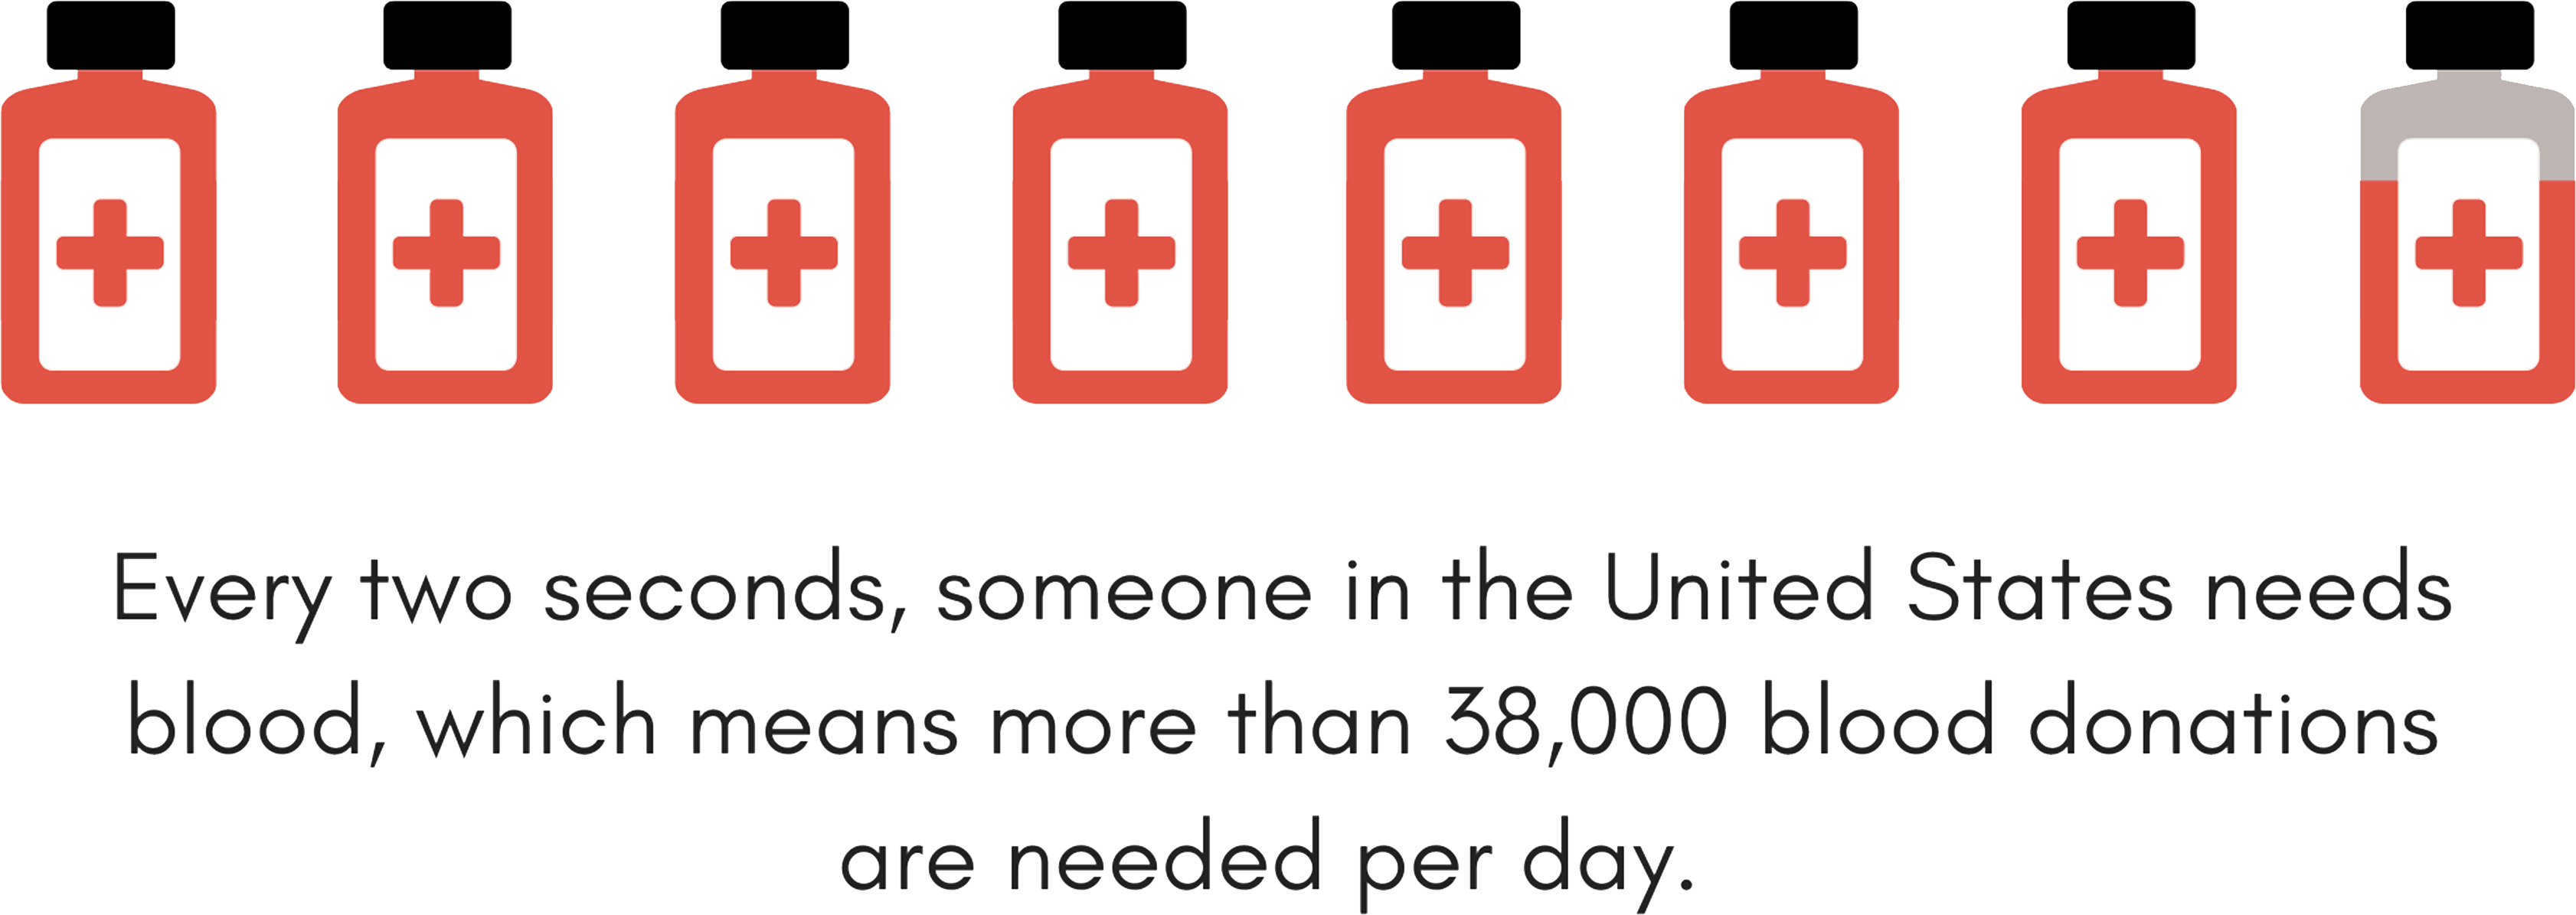 Every two seconds, someone in the United States needs
blood, which means more than 38,000 blood donations
are needed per day.